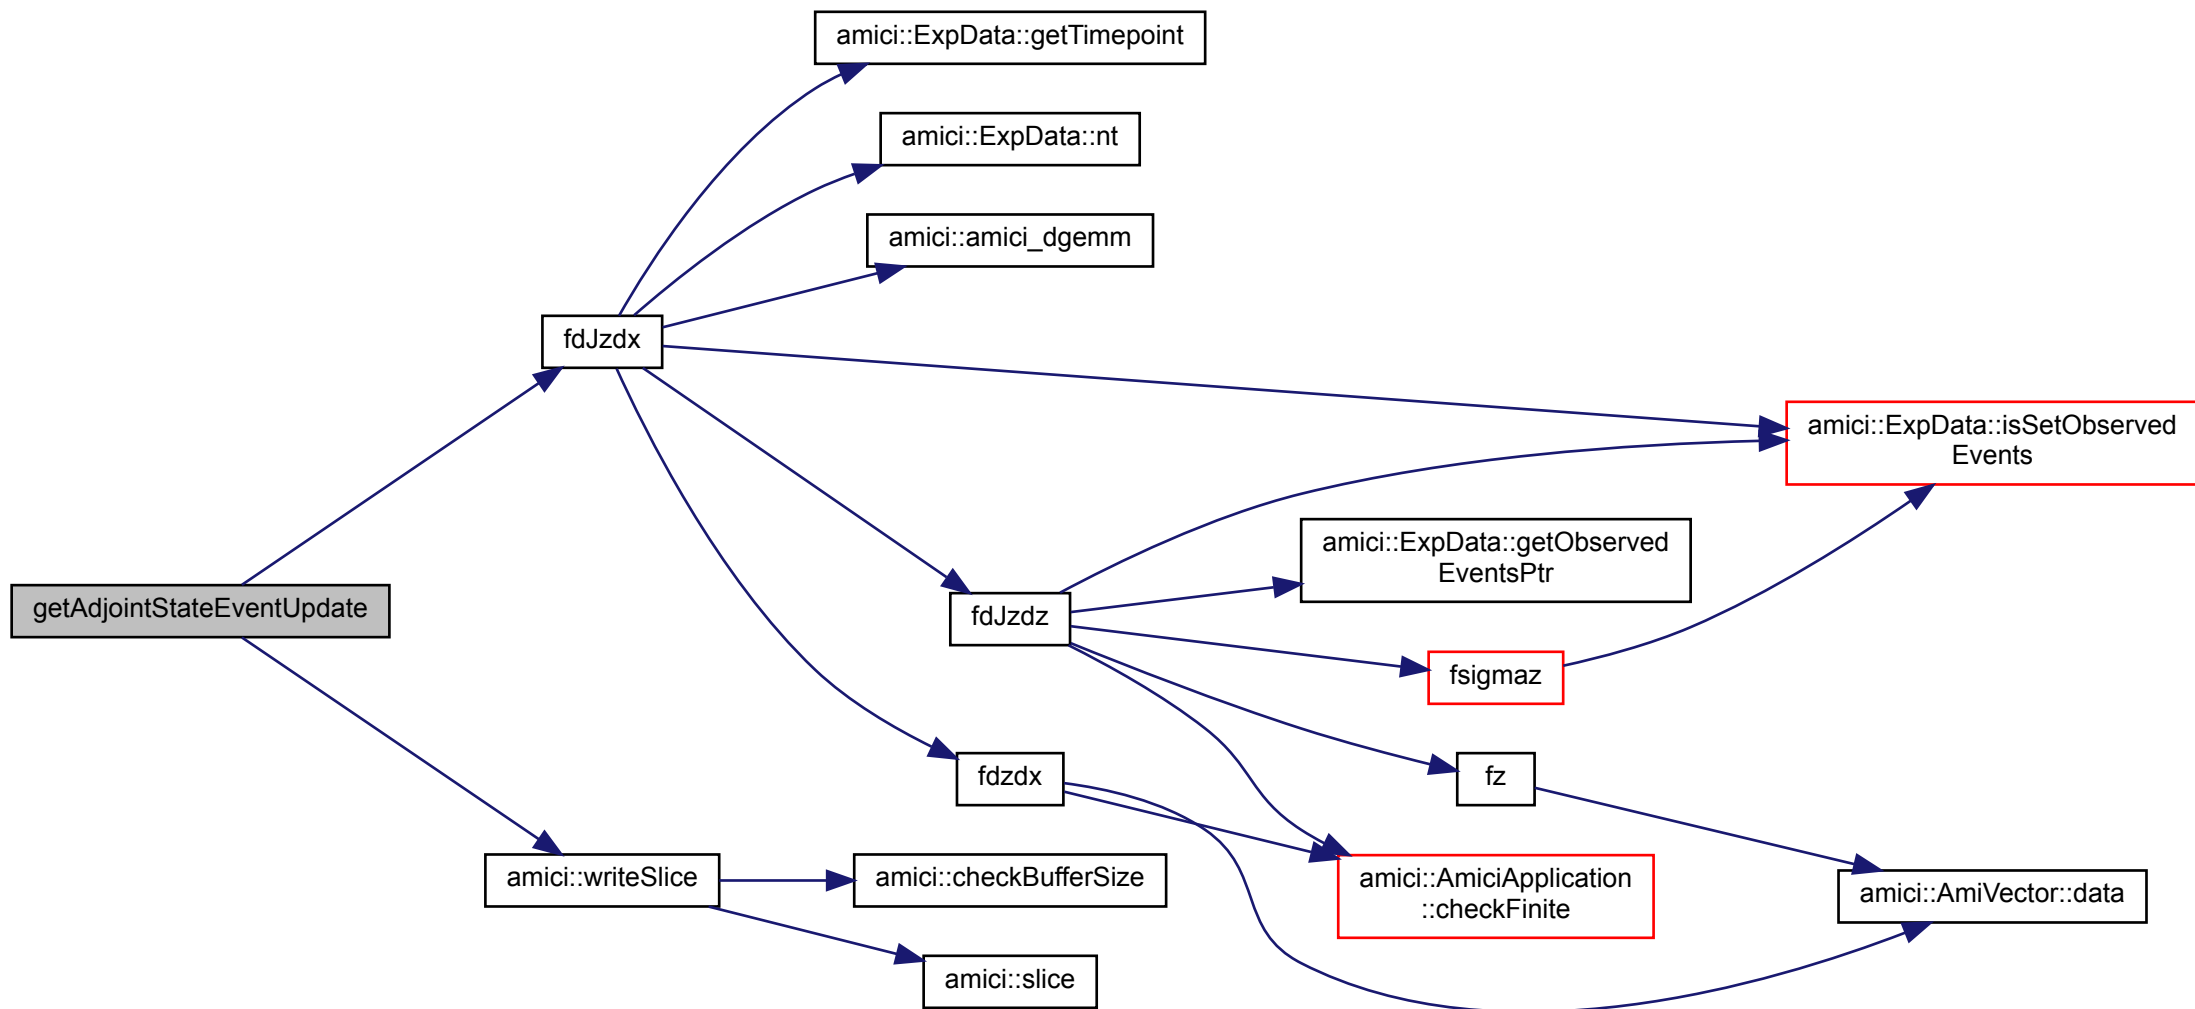 amici::ExpData::getTimepoint
amici::ExpData::nt
amici::amici_dgemm
fdJzdx
amici::ExpData::isSetObserved
Events
amici::ExpData::getObserved
EventsPtr
getAdjointStateEventUpdate
fdJzdz
fsigmaz
fdzdx
fz
amici::writeSlice
amici::checkBufferSize
amici::AmiciApplication
::checkFinite
amici::AmiVector::data
amici::slice